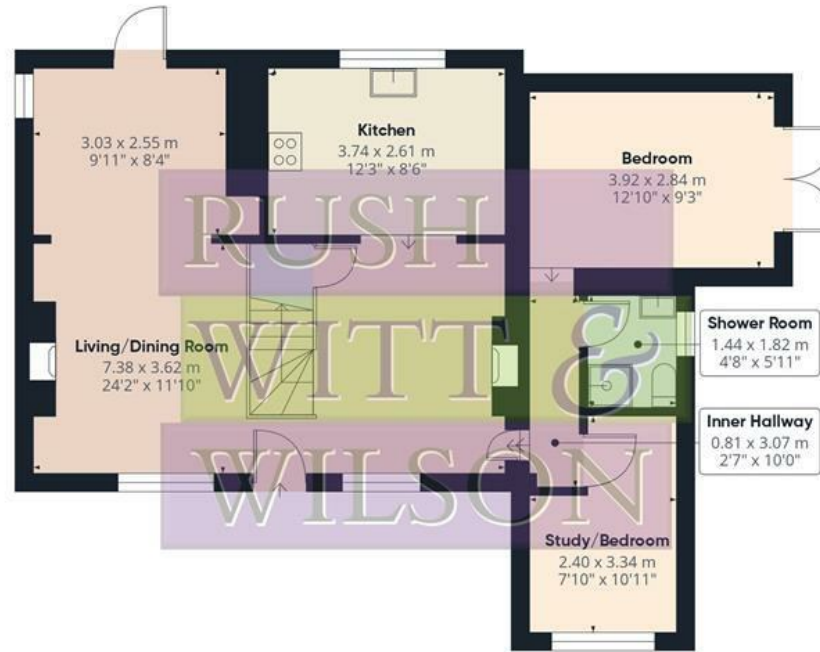 3.03 x 2.55 m
9'11" x 8'4"
Kitchen
3.74 x 2.61 m
12'3" x 8'6"
Bedroom
3.92 x 2.84 m
12'10" x 9'3"
RUSH
WITT &
WILSON
Living/Dining Room
7.38 x 3.62 m
24'2" x 11'10"
Shower Room
1.44 x 1.82 m
4'8" x 5'11"
Inner Hallway
0.81 x 3.07 m
2'7" x 10'0"
Study/Bedroom
2.40 x 3.34 m
7'10" x 10'11"